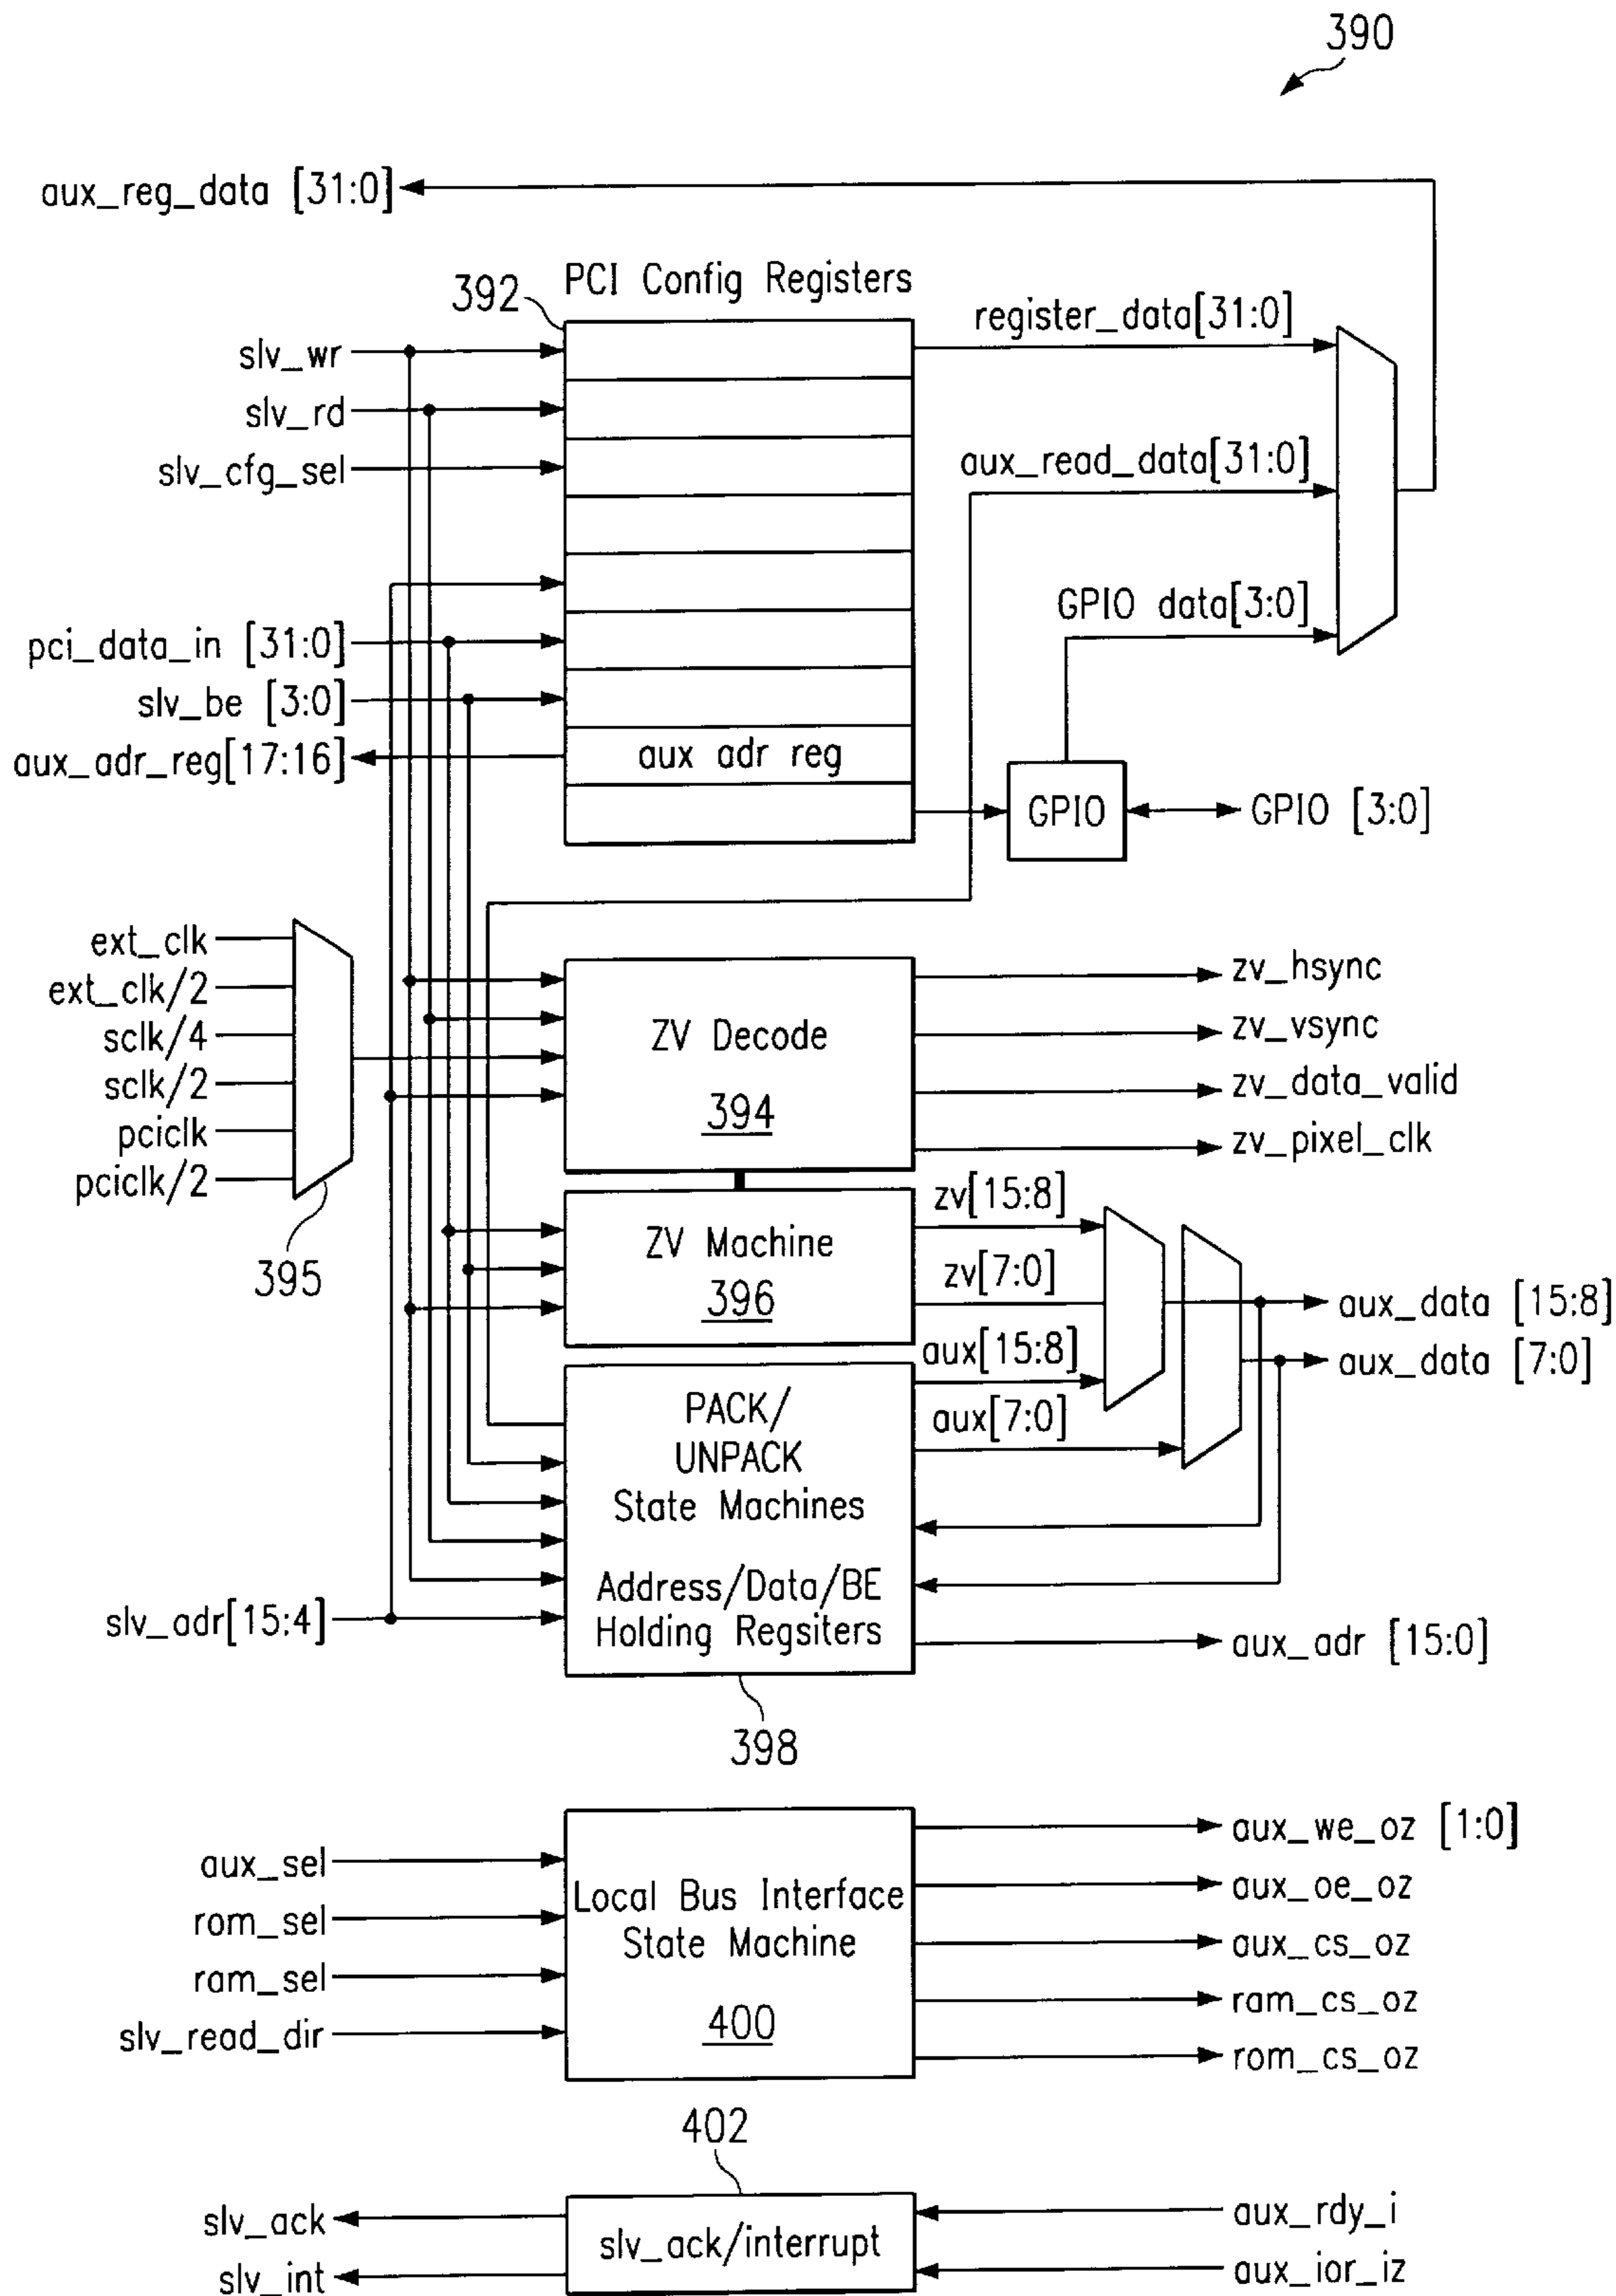 390
aux_reg_data [31:0]
PCI Config Registers
392
register_data[31:0]
slv_wr
slv_rd
aux_read_data[31:0]
slv_cfg_sel
GPIO data[3:0]
pci_data_in [31:0]
slv_be [3:0]
aux_adr_reg[17:16]
aux adr reg
GPIO
GPIO [3:0]
ext_clk
ext_clk/2
sclk/4
sclk/2
pciclk
pciclk/2
395
ZV Decode
394
zv_hsync
zv_vsync
zv_data_valid
zv_pixel_clk
ZV Machine
396
zv[15:8]
zv[7:0]
aux[15:8]
aux[7:0]
aux_data [15:8]
aux_data [7:0]
PACK/
UNPACK
State Machines
Address/Data/BE
Holding Regsiters
slv_adr[15:4]
aux_adr [15:0]
398
aux_sel
rom_sel
ram_sel
slv_read_dir
Local Bus Interface
State Machine
400
aux_we_oz [1:0]
aux_oe_oz
aux_cs_oz
ram_cs_oz
rom_cs_oz
402
slv_ack
slv_int
slv_ack/interrupt
aux_rdy_i
aux_ior_iz